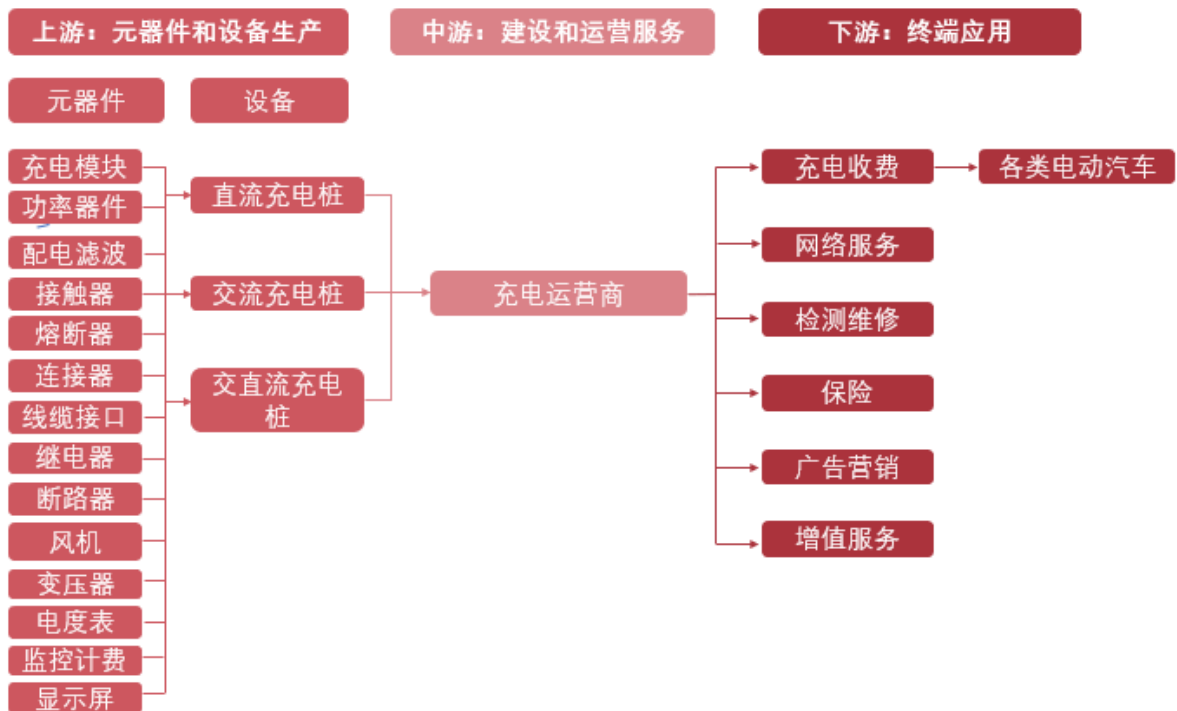 上游：元器件和设备生产
中游：建设和运营服务
下游：终端应用
元器件
设备
充电模块
功率器件
配电滤波
接触器
熔断器
连接器
线缆接口
继电器
断路器
风机
变压器
电度表
监控计费
显示屏
直流充电桩
交流充电桩
交直流充电
桩
充电运营商
充电收费
各类电动汽车
网络服务
检测维修
保险
广告营销
增值服务